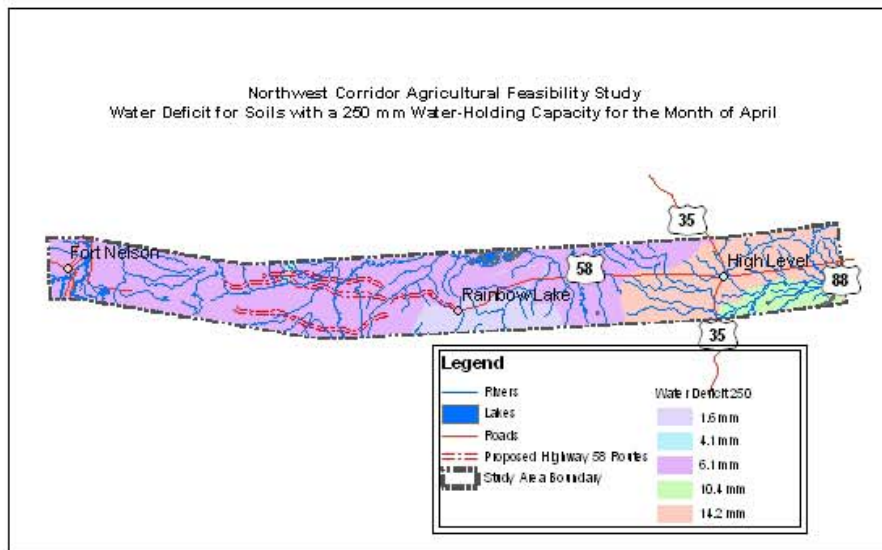 Northwest Corridor Agricultural Feasibility Study
Water Deficit for Soils with a 250 mm Water-Holding Capacity for the Month of April
35
Fort Nelson
58
High Level
88
Rainbow Lake
35
Legend
Rivers
Lakes
Roads
Proposed Highway 58 Routes
Study Area Boundary
Water Deficit 250
1.6 mm
4.1 mm
6.1 mm
10.4 mm
14.2 mm